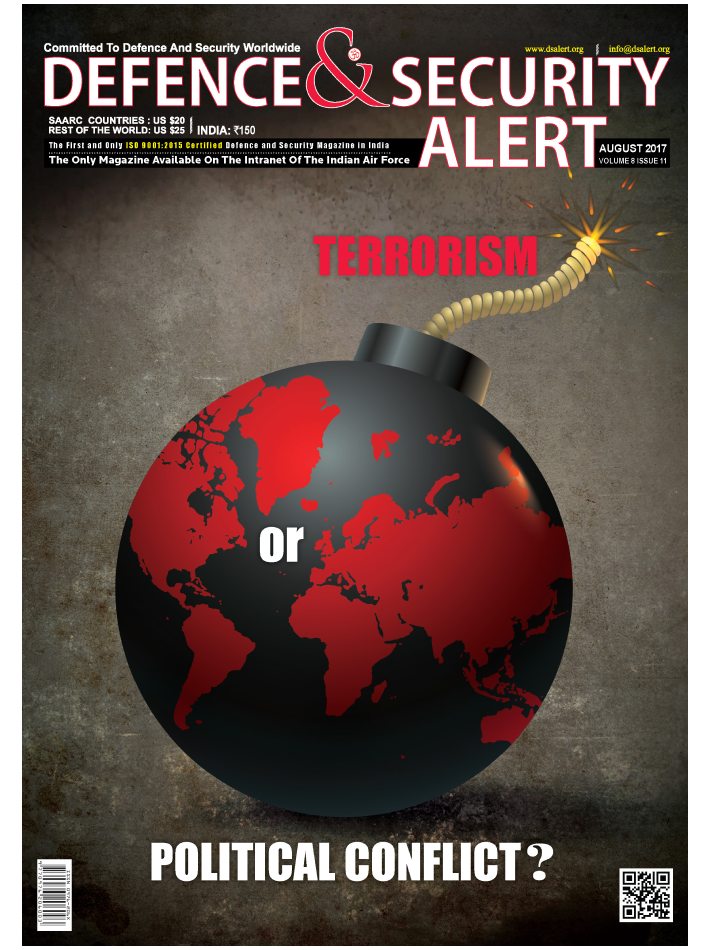 Committed To Defence And Security Worldwide
www.dsalert.org | info@dsalert.org
DEFENCE & SECURITY
ALERT
SAARC COUNTRIES : US $20
REST OF THE WORLD: US $25 | INDIA: ₹150
The First and Only ISO 9001:2015 Certified Defence and Security Magazine in India
The Only Magazine Available On The Intranet Of The Indian Air Force
AUGUST 2017
VOLUME 8 ISSUE 11
TERRORISM
or
POLITICAL CONFLICT?